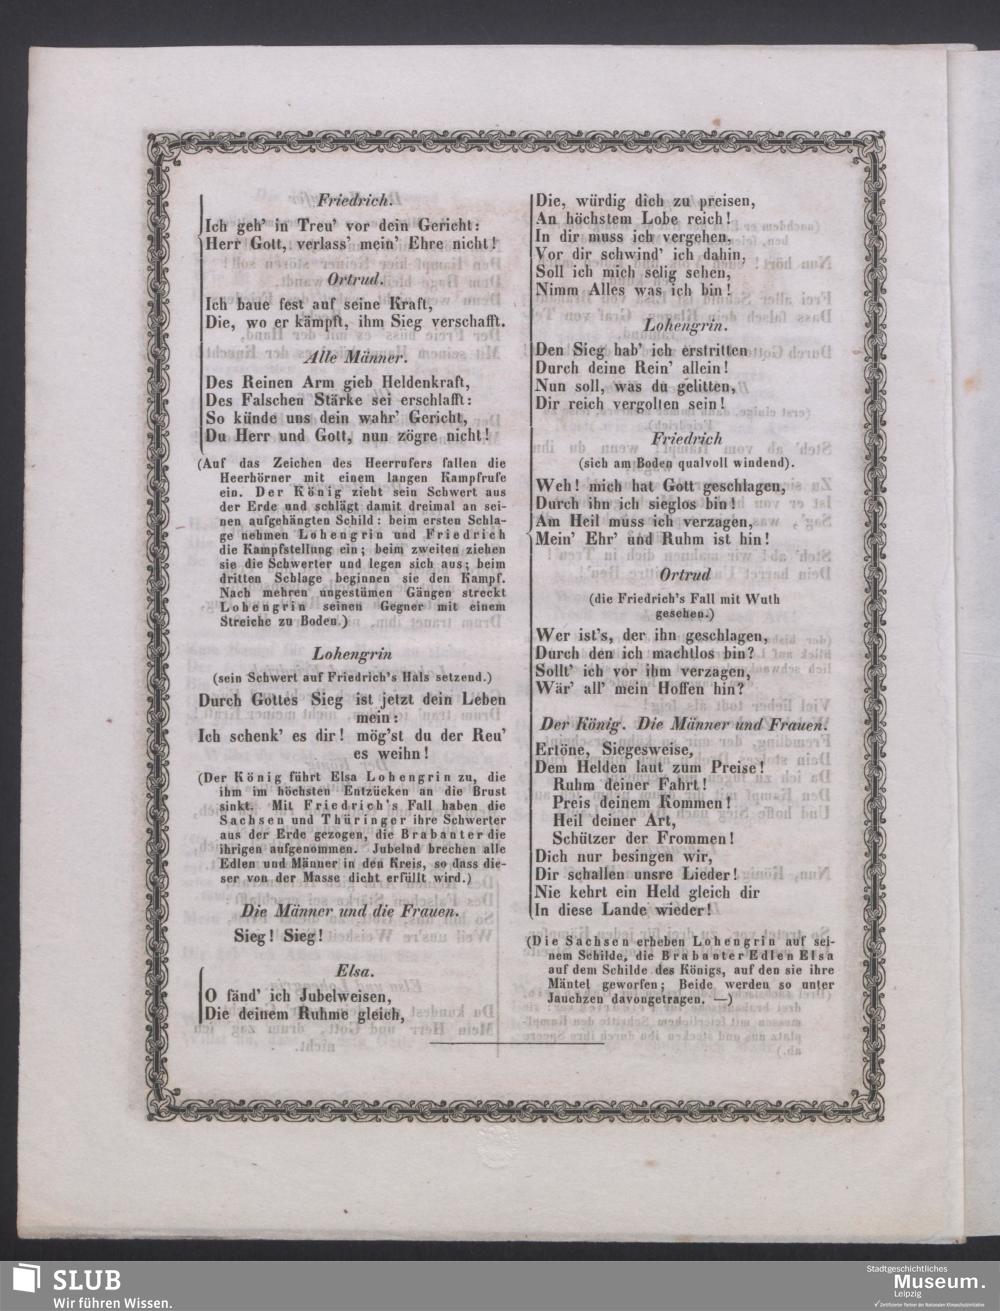 Friedrich.
Ich geh' in Treu' vor dein Gericht:
Herr Gott, verlass' mein' Ehre nicht!
Ortrud.
Ich baue fest auf seine Kraft,
Die, wo er kämpft, ihm Sieg verschafft.
Alle Männer.
Des Reinen Arm gieb Heldenkraft,
Des Falschen Stärke sei erschlafft:
So künde uns dein wahr' Gericht,
Du Herr und Gott, nun zögre nicht!
(Auf das Zeichen des Heerrufers fallen die
Heerhörner mit einem langen Kampfrufe
ein. Der König zieht sein Schwert aus
der Erde und schlägt damit dreimal an sei-
nen aufgehängten Schild: beim ersten Schla-
ge nehmen Lohengrin und Friedrich
die Kampfstellung ein; beim zweiten ziehen
sie die Schwerter und legen sich aus; beim
dritten Schlage beginnen sie den Kampf.
Nach mehren ungestümen Gängen streckt
Lohengrin seinen Gegner mit einem
Streiche zu Boden.)
Lohengrin
(sein Schwert auf Friedrich's Hals setzend.)
Durch Gottes Sieg ist jetzt dein Leben
mein:
Ich schenk' es dir! mög'st du der Reu'
es weihn!
(Der König führt Elsa Lohengrin zu, die
ihm im höchsten Entzücken an die Brust
sinkt. Mit Friedrich's Fall haben die
Sachsen und Thüringer ihre Schwerter
aus der Erde gezogen, die Brabanter die
ihrigen aufgenommen. Jubelnd brechen alle
Edlen und Männer in den Kreis, so dass die-
ser von der Masse dicht erfüllt wird.)
Die Männer und die Frauen.
Sieg! Sieg!
Elsa.
O fänd' ich Jubelweisen,
Die deinem Ruhme gleich,
Die, würdig dich zu preisen,
An höchstem Lobe reich!
In dir muss ich vergehen,
Vor dir schwind' ich dahin,
Soll ich mich selig sehen,
Nimm Alles was ich bin!
Lohengrin.
Den Sieg hab' ich erstritten
Durch deine Rein' allein!
Nun soll, was du gelitten,
Dir reich vergolten sein!
Friedrich
(sich am Boden qualvoll windend).
Weh! mich hat Gott geschlagen,
Durch ihn ich sieglos bin!
Am Heil muss ich verzagen,
Mein' Ehr' und Ruhm ist hin!
Ortrud
(die Friedrich's Fall mit Wuth
gesehen.)
Wer ist's, der ihn geschlagen,
Durch den ich machtlos bin?
Sollt' ich vor ihm verzagen,
Wär' all' mein Hoffen hin?
Der König. Die Männer und Frauen.
Ertöne, Siegesweise,
Dem Helden laut zum Preise!
Ruhm deiner Fahrt!
Preis deinem Kommen!
Heil deiner Art,
Schützer der Frommen!
Dich nur besingen wir,
Dir schallen unsre Lieder!
Nie kehrt ein Held gleich dir
In diese Lande wieder!
(Die Sachsen erheben Lohengrin auf sei-
nem Schilde, die Brabanter Edlen Elsa
auf dem Schilde des Königs, auf den sie ihre
Mäntel geworfen; Beide werden so unter
Jauchzen davongetragen. —)
SLUB
Wir führen Wissen.
Stadtgeschichtliches
Museum.
Leipzig